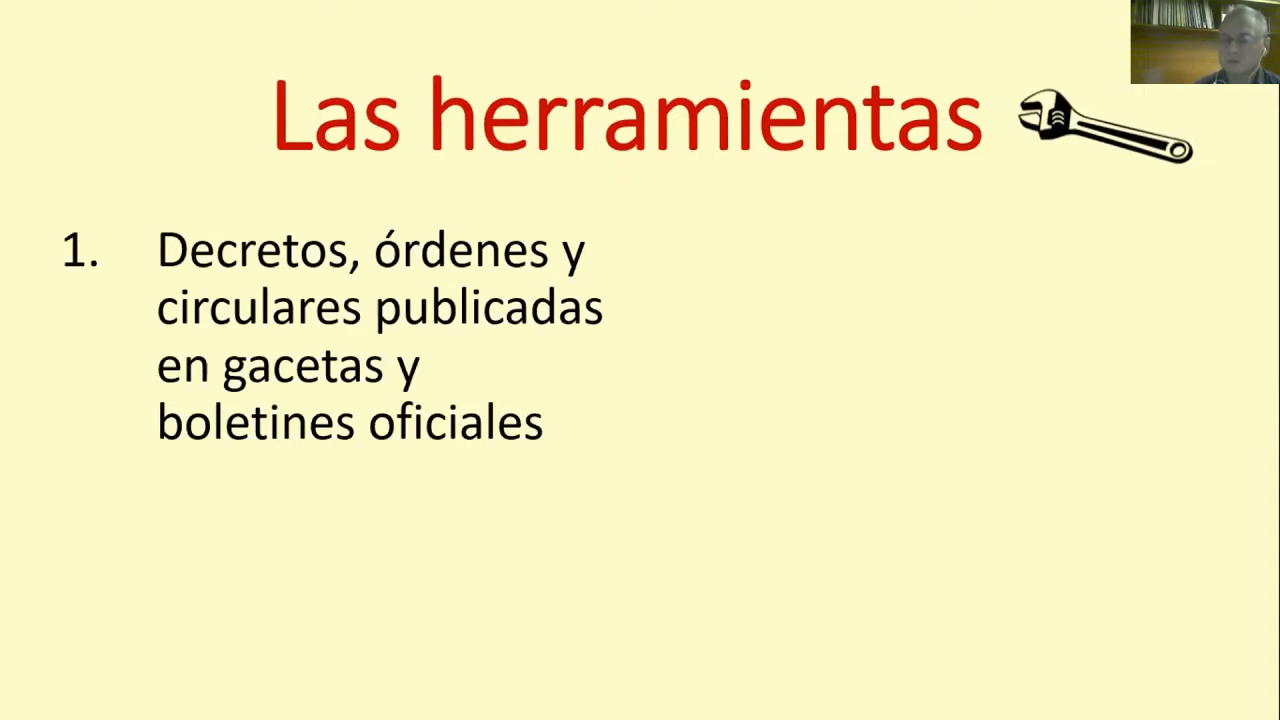 Las herramientas
1. Decretos, órdenes y
circulares publicadas
en gacetas y
boletines oficiales